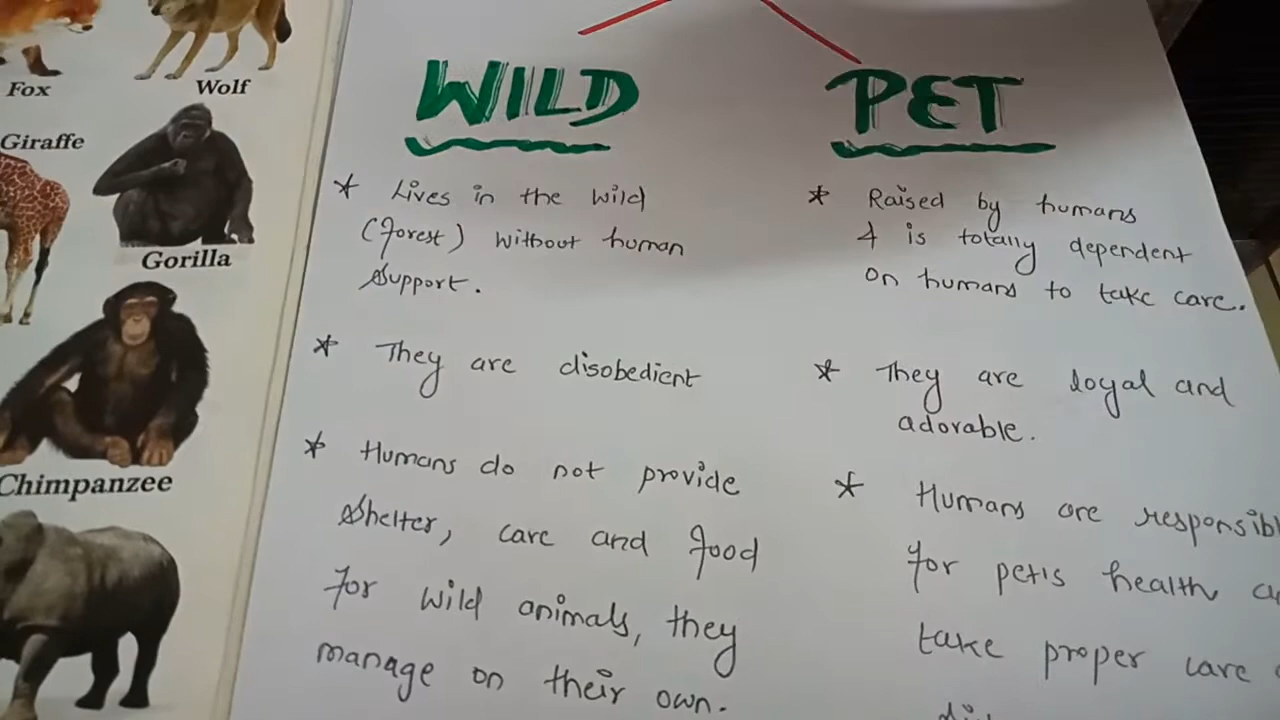 Fox
Wolf
Giraffe
Gorilla
Chimpanzee
WILD
* Lives in the wild
(forest) without human
support.
* They are disobedient
* Humans do not provide
shelter, care and food
for wild animals, they
manage on their own.
PET
* Raised by humans
& is totally dependent
on humans to take care.
* They are loyal and
adorable.
* Humans are responsibl
for pet's health
take proper care